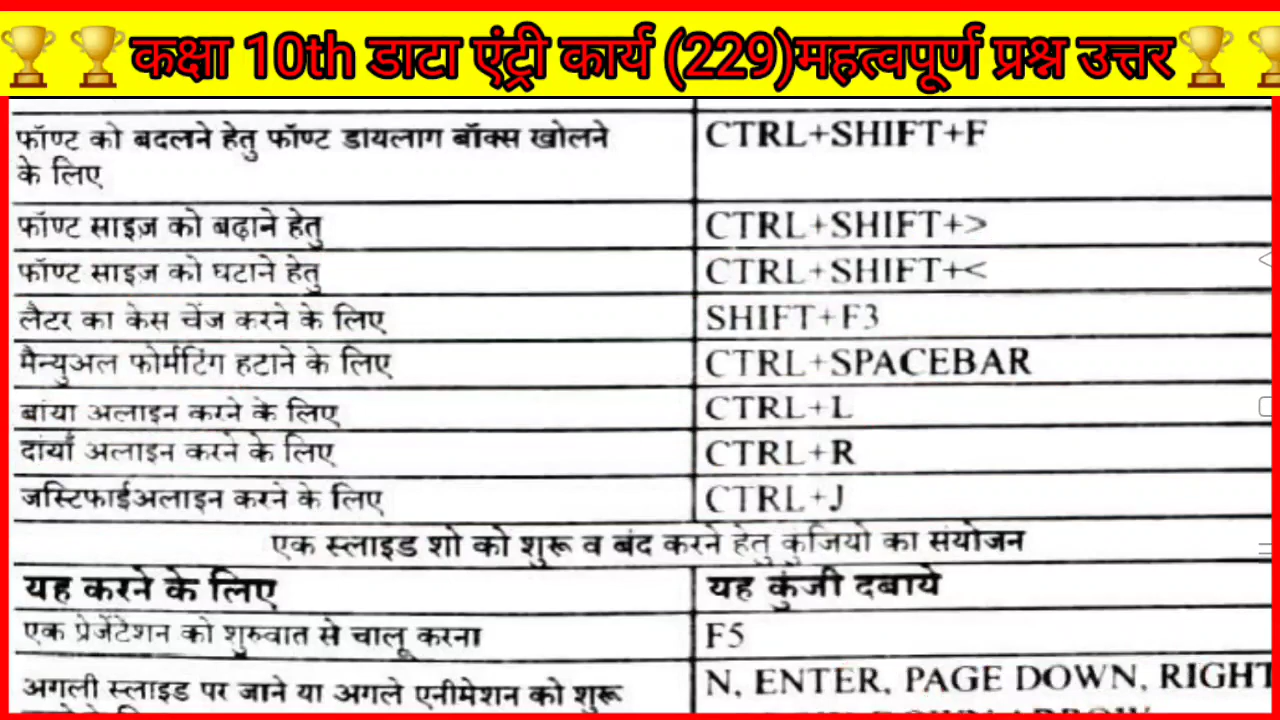 कक्षा 10th डाटा एंट्री कार्य (229)महत्वपूर्ण प्रश्न उत्तर
फॉण्ट को बदलने हेतु फॉण्ट डायलाग बॉक्स खोलने CTRL+SHIFT+F
के लिए
फॉण्ट साइज़ को बढ़ाने हेतु CTRL+SHIFT+>
फॉण्ट साइज़ को घटाने हेतु CTRL+SHIFT+<
लैटर का केस चेंज करने के लिए SHIFT+F3
मैन्युअल फोर्मटिंग हटाने के लिए CTRL+SPACEBAR
बांया अलाइन करने के लिए CTRL+L
दांयाँ अलाइन करने के लिए CTRL+R
जस्टिफाईअलाइन करने के लिए CTRL+J
एक स्लाइड शो को शुरू व बंद करने हेतु कुंजियो का संयोजन
यह करने के लिए यह कुंजी दबाये
एक प्रेजेंटेशन को शुरुवात से चालू करना F5
अगली स्लाइड पर जाने या अगले एनीमेशन को शुरू N, ENTER, PAGE DOWN, RIGHT